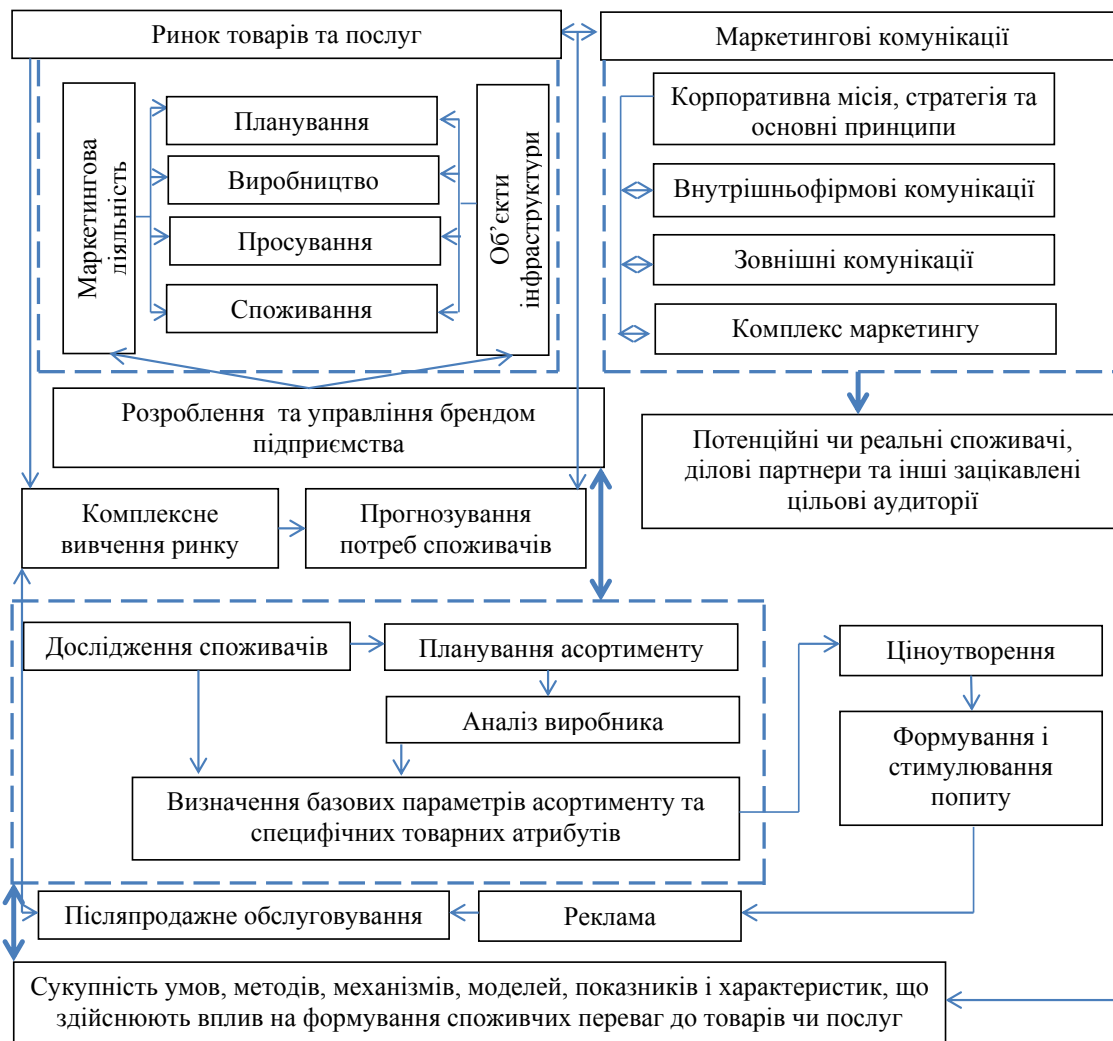 Ринок товарів та послуг
Маркетингові комунікації
Маркетингова
діяльність
Планування
Виробництво
Просування
Споживання
Об’єкти
інфраструктури
Корпоративна місія, стратегія та
основні принципи
Внутрішньофірмові комунікації
Зовнішні комунікації
Комплекс маркетингу
Розроблення та управління брендом
підприємства
Потенційні чи реальні споживачі,
ділові партнери та інші зацікавлені
цільові аудиторії
Комплексне
вивчення ринку
Прогнозування
потреб споживачів
Дослідження споживачів
Планування асортименту
Ціноутворення
Аналіз виробника
Формування і
стимулювання
попиту
Визначення базових параметрів асортименту та
специфічних товарних атрибутів
Післяпродажне обслуговування
Реклама
Сукупність умов, методів, механізмів, моделей, показників і характеристик, що
здійснюють вплив на формування споживчих переваг до товарів чи послуг